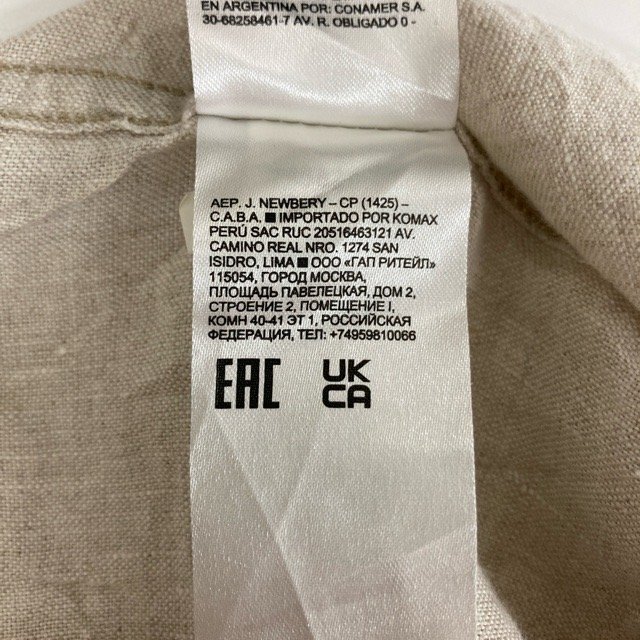 EN ARGENTINA POR: CONAMER S.A.
30-68258461-7 AV. R. OBLIGADO 0 -
AEP. J. NEWBERY – CP (1425) –
C.A.B.A. ■ IMPORTADO POR KOMAX
PERÚ SAC RUC 20516463121 AV.
CAMINO REAL NRO. 1274 SAN
ISIDRO, LIMA ■ ООО «ГАП РИТЕЙЛ»
115054, ГОРОД МОСКВА,
ПЛОЩАДЬ ПАВЕЛЕЦКАЯ, ДОМ 2,
СТРОЕНИЕ 2, ПОМЕЩЕНИЕ I,
КОМН 40-41 ЭТ 1, РОССИЙСКАЯ
ФЕДЕРАЦИЯ, ТЕЛ: +74959810066
EAC
UK
CA